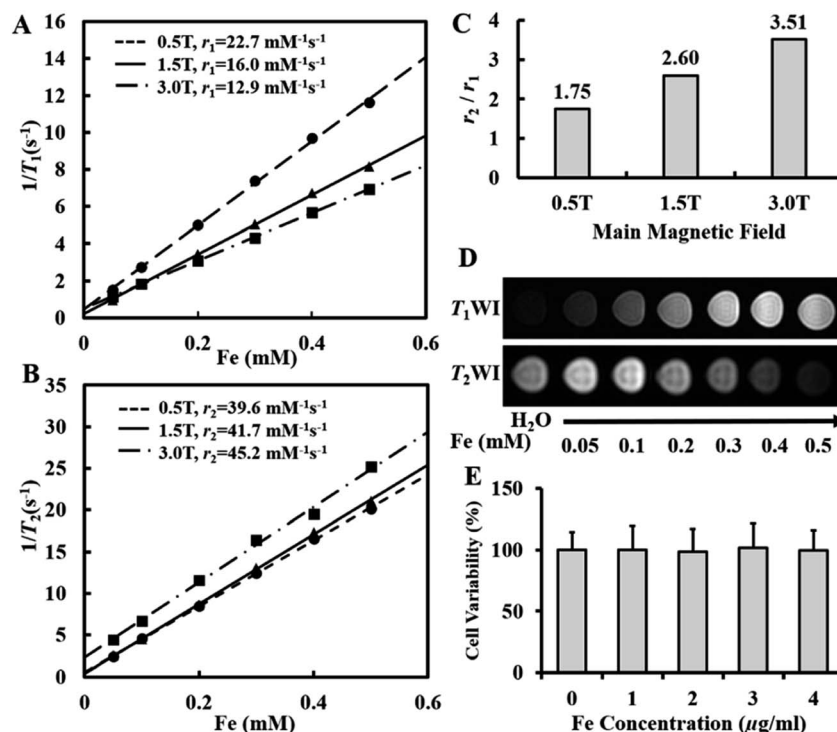 A
16
14
12
10
8
6
4
2
0
1/T₁(s⁻¹)
0.5T, r₁=22.7 mM⁻¹s⁻¹
1.5T, r₁=16.0 mM⁻¹s⁻¹
3.0T, r₁=12.9 mM⁻¹s⁻¹
0 0.2 0.4 0.6
Fe (mM)
B
35
30
25
20
15
10
5
0
1/T₂(s⁻¹)
0.5T, r₂=39.6 mM⁻¹s⁻¹
1.5T, r₂=41.7 mM⁻¹s⁻¹
3.0T, r₂=45.2 mM⁻¹s⁻¹
0 0.2 0.4 0.6
Fe (mM)
C
4
3
2
1
0
r₂ / r₁
1.75 2.60 3.51
0.5T 1.5T 3.0T
Main Magnetic Field
D
T₁WI
T₂WI
H₂O
Fe (mM) 0.05 0.1 0.2 0.3 0.4 0.5
E
150
100
50
0
Cell Variability (%)
0 1 2 3 4
Fe Concentration (μg/ml)